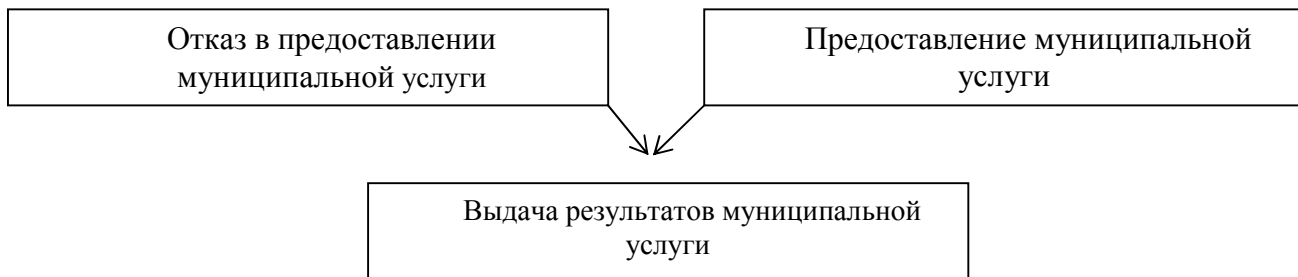 Отказ в предоставлении
муниципальной услуги
Предоставление муниципальной
услуги
Выдача результатов муниципальной
услуги